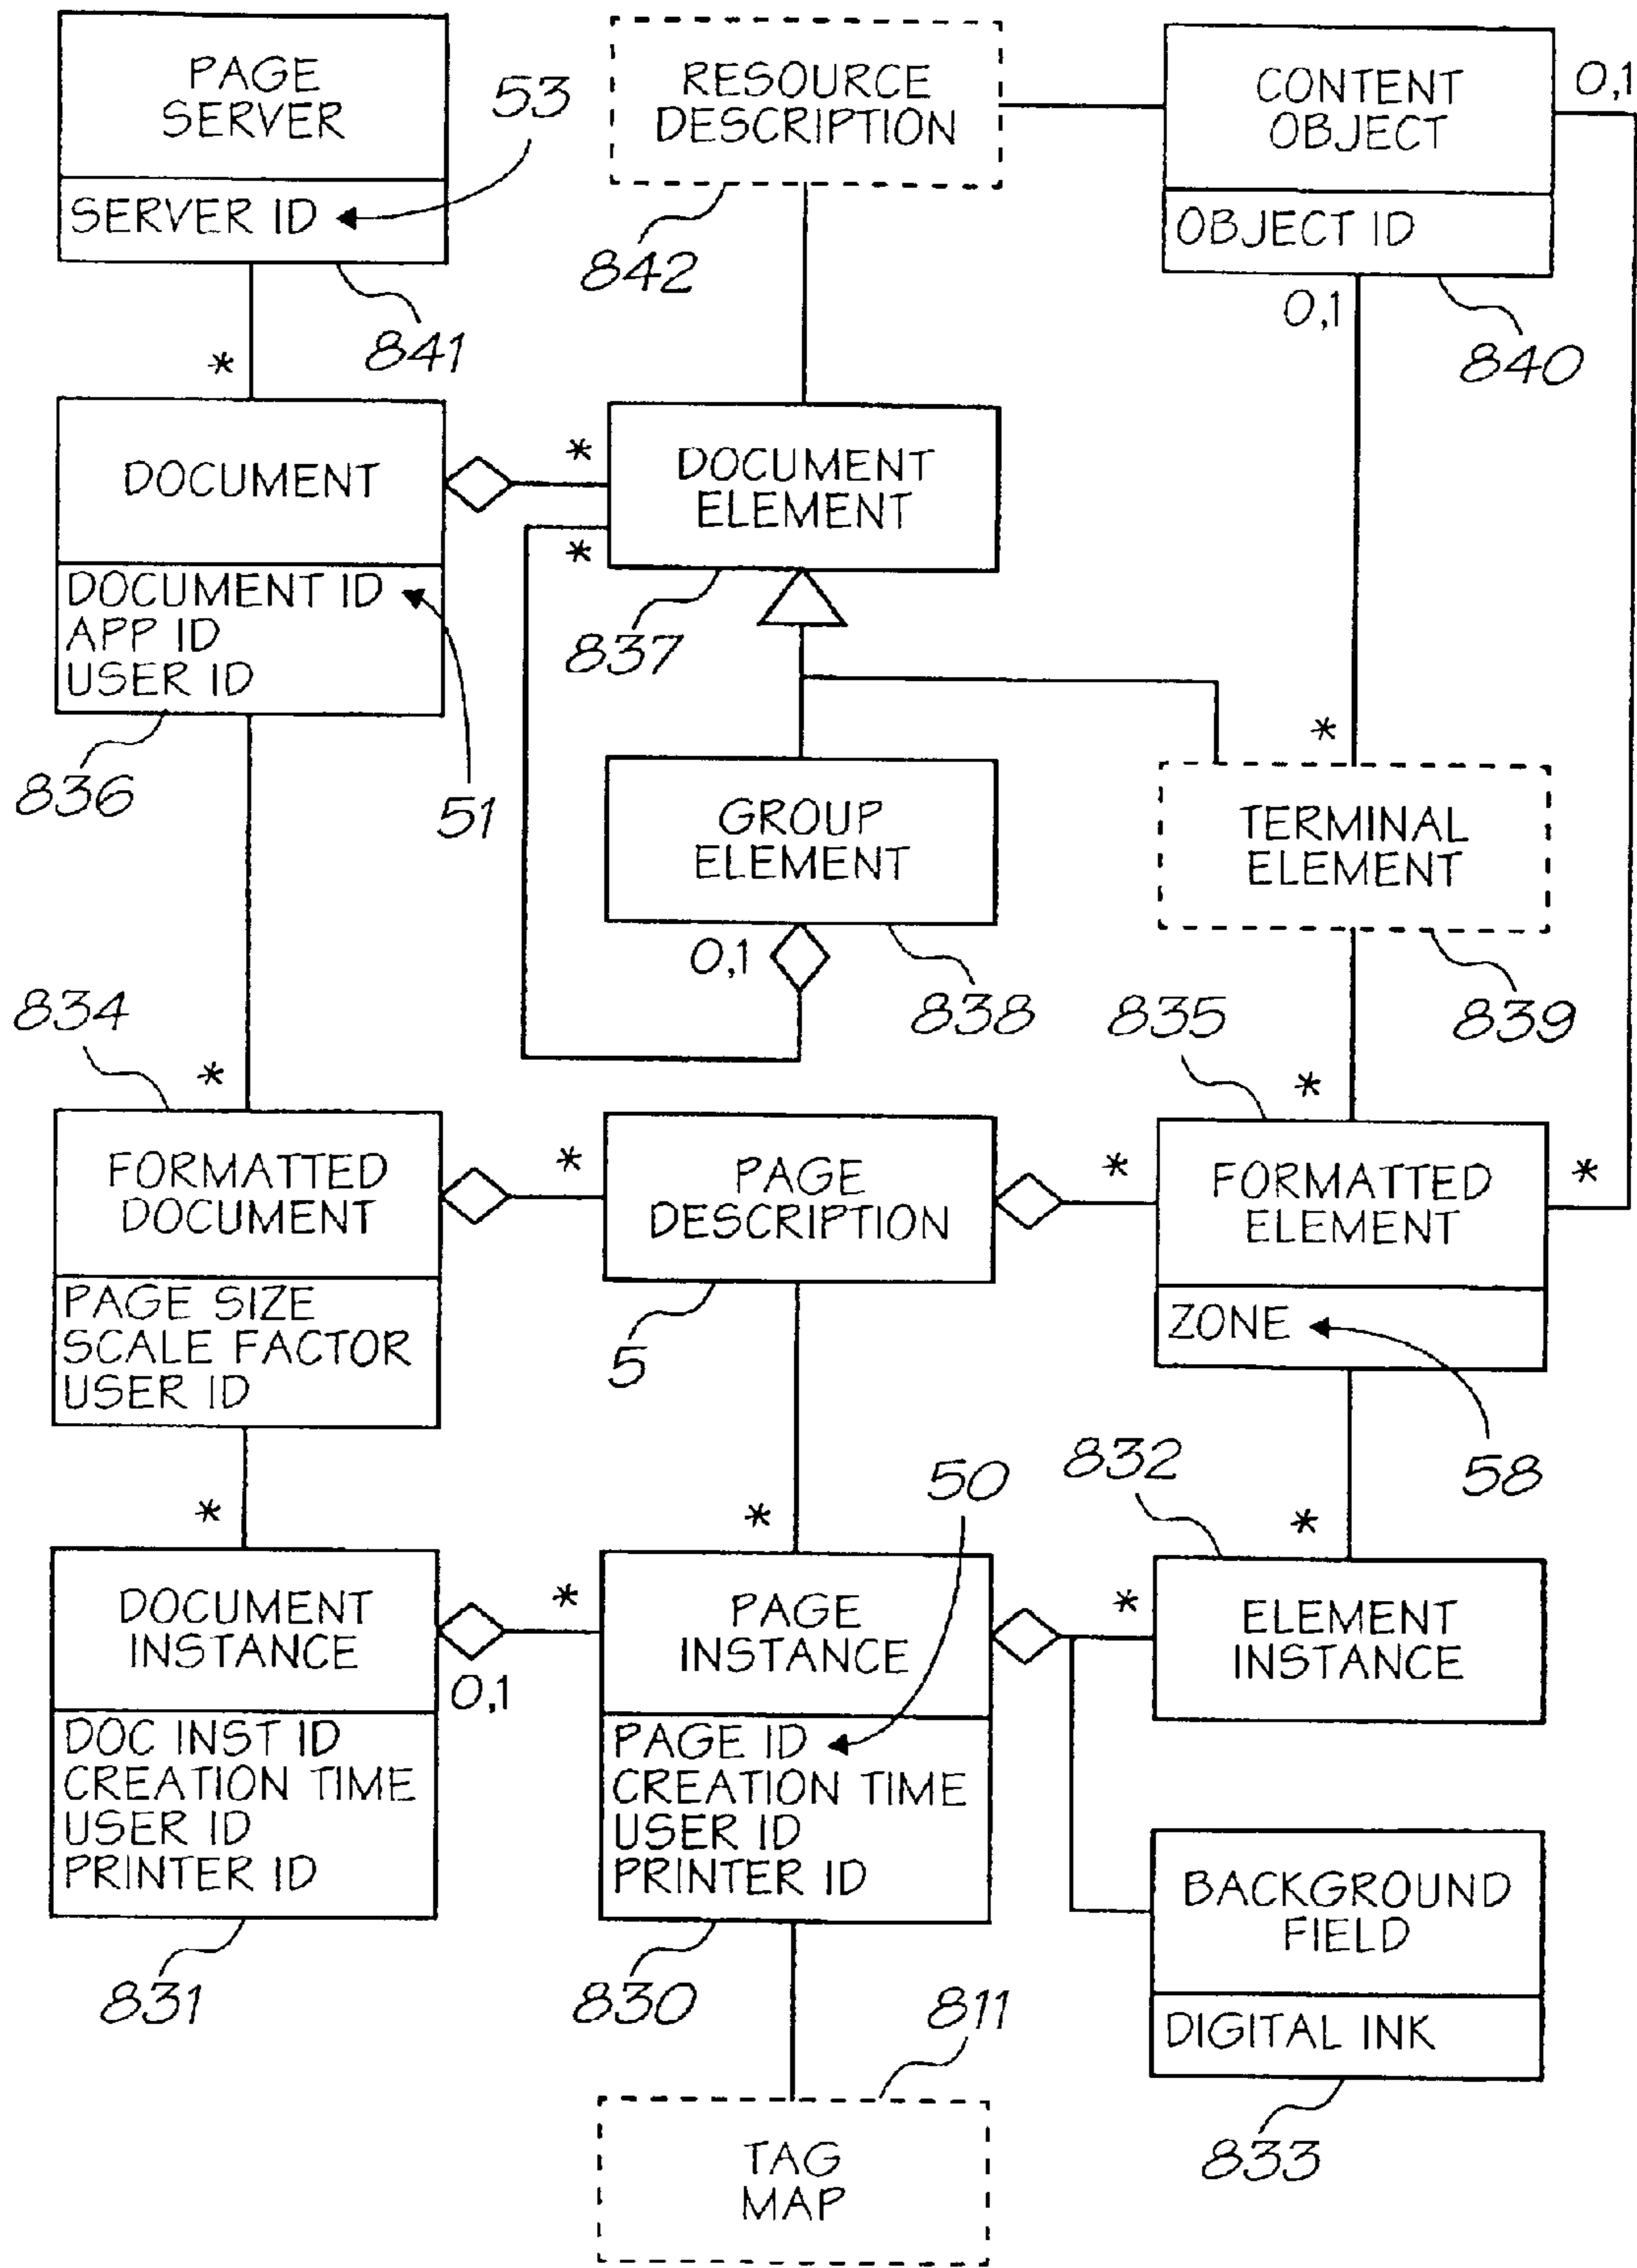 PAGE
SERVER
SERVER ID
53
841
RESOURCE
DESCRIPTION
842
CONTENT
OBJECT
OBJECT ID
0,1
0,1
840
*
DOCUMENT
DOCUMENT ID
APP ID
USER ID
836
51
*
*
DOCUMENT
ELEMENT
837
GROUP
ELEMENT
0,1
838
*
TERMINAL
ELEMENT
839
834
*
FORMATTED
DOCUMENT
PAGE SIZE
SCALE FACTOR
USER ID
*
PAGE
DESCRIPTION
5
835
*
*
*
FORMATTED
ELEMENT
ZONE
58
*
DOCUMENT
INSTANCE
DOC INST ID
CREATION TIME
USER ID
PRINTER ID
831
0,1
*
*
50
PAGE
INSTANCE
PAGE ID
CREATION TIME
USER ID
PRINTER ID
830
832
*
*
ELEMENT
INSTANCE
BACKGROUND
FIELD
DIGITAL INK
833
811
TAG
MAP